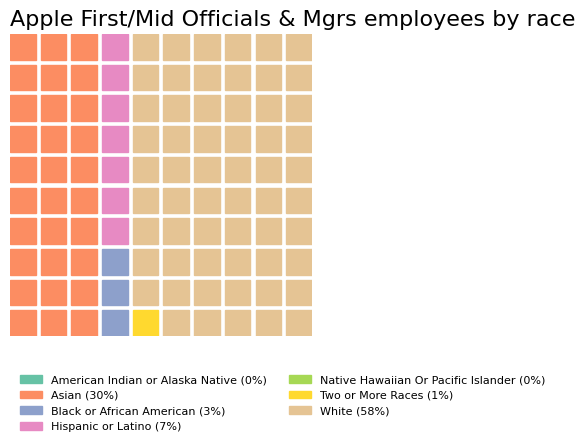 Apple First/Mid Officials & Mgrs employees by race
American Indian or Alaska Native (0%)
Asian (30%)
Black or African American (3%)
Hispanic or Latino (7%)
Native Hawaiian Or Pacific Islander (0%)
Two or More Races (1%)
White (58%)